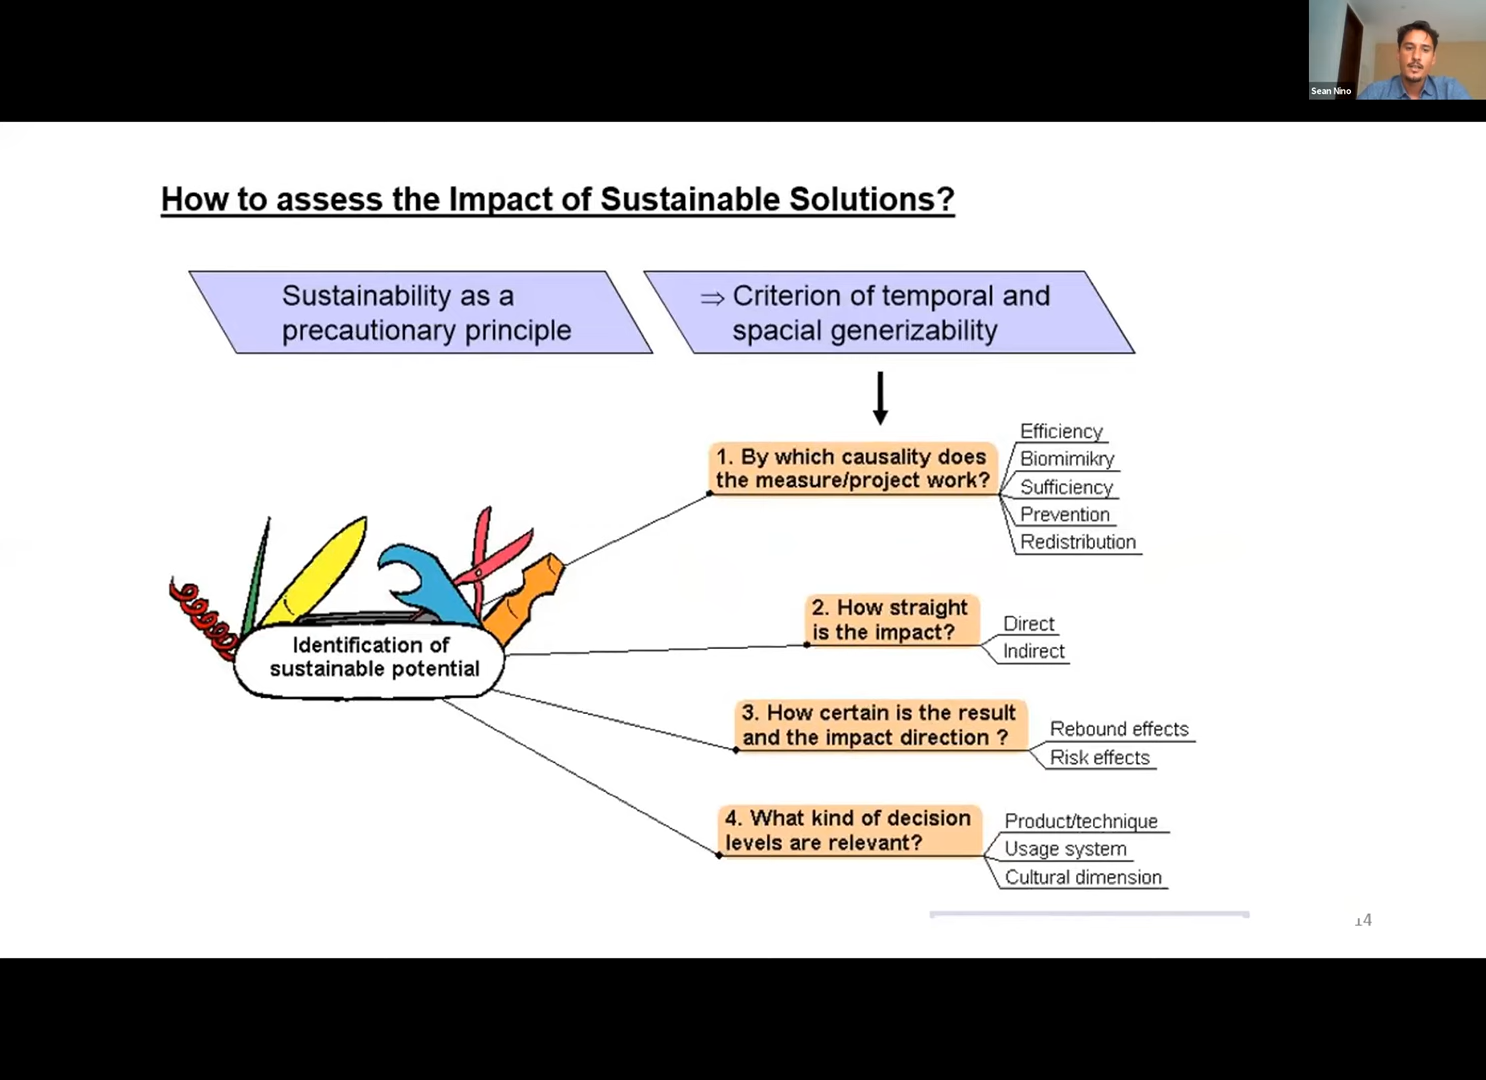 Sean Nino
How to assess the Impact of Sustainable Solutions?
Sustainability as a
precautionary principle
⇒ Criterion of temporal and
spacial generizability
1. By which causality does
the measure/project work?
Efficiency
Biomimikry
Sufficiency
Prevention
Redistribution
Identification of
sustainable potential
2. How straight
is the impact?
Direct
Indirect
3. How certain is the result
and the impact direction ?
Rebound effects
Risk effects
4. What kind of decision
levels are relevant?
Product/technique
Usage system
Cultural dimension
14